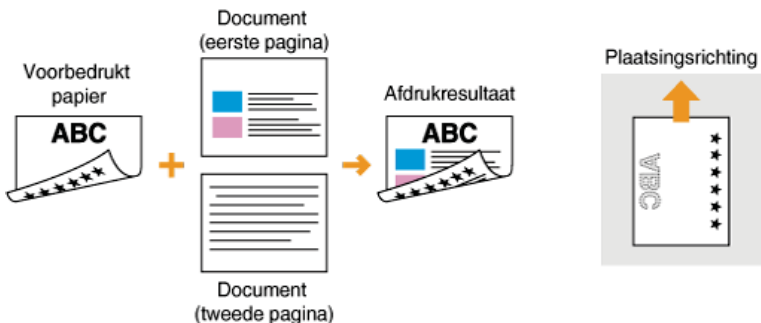 Document
(eerste pagina)
Voorbedrukt
papier
ABC
Afdrukresultaat
ABC
Document
(tweede pagina)
Plaatsingsrichting
ABC